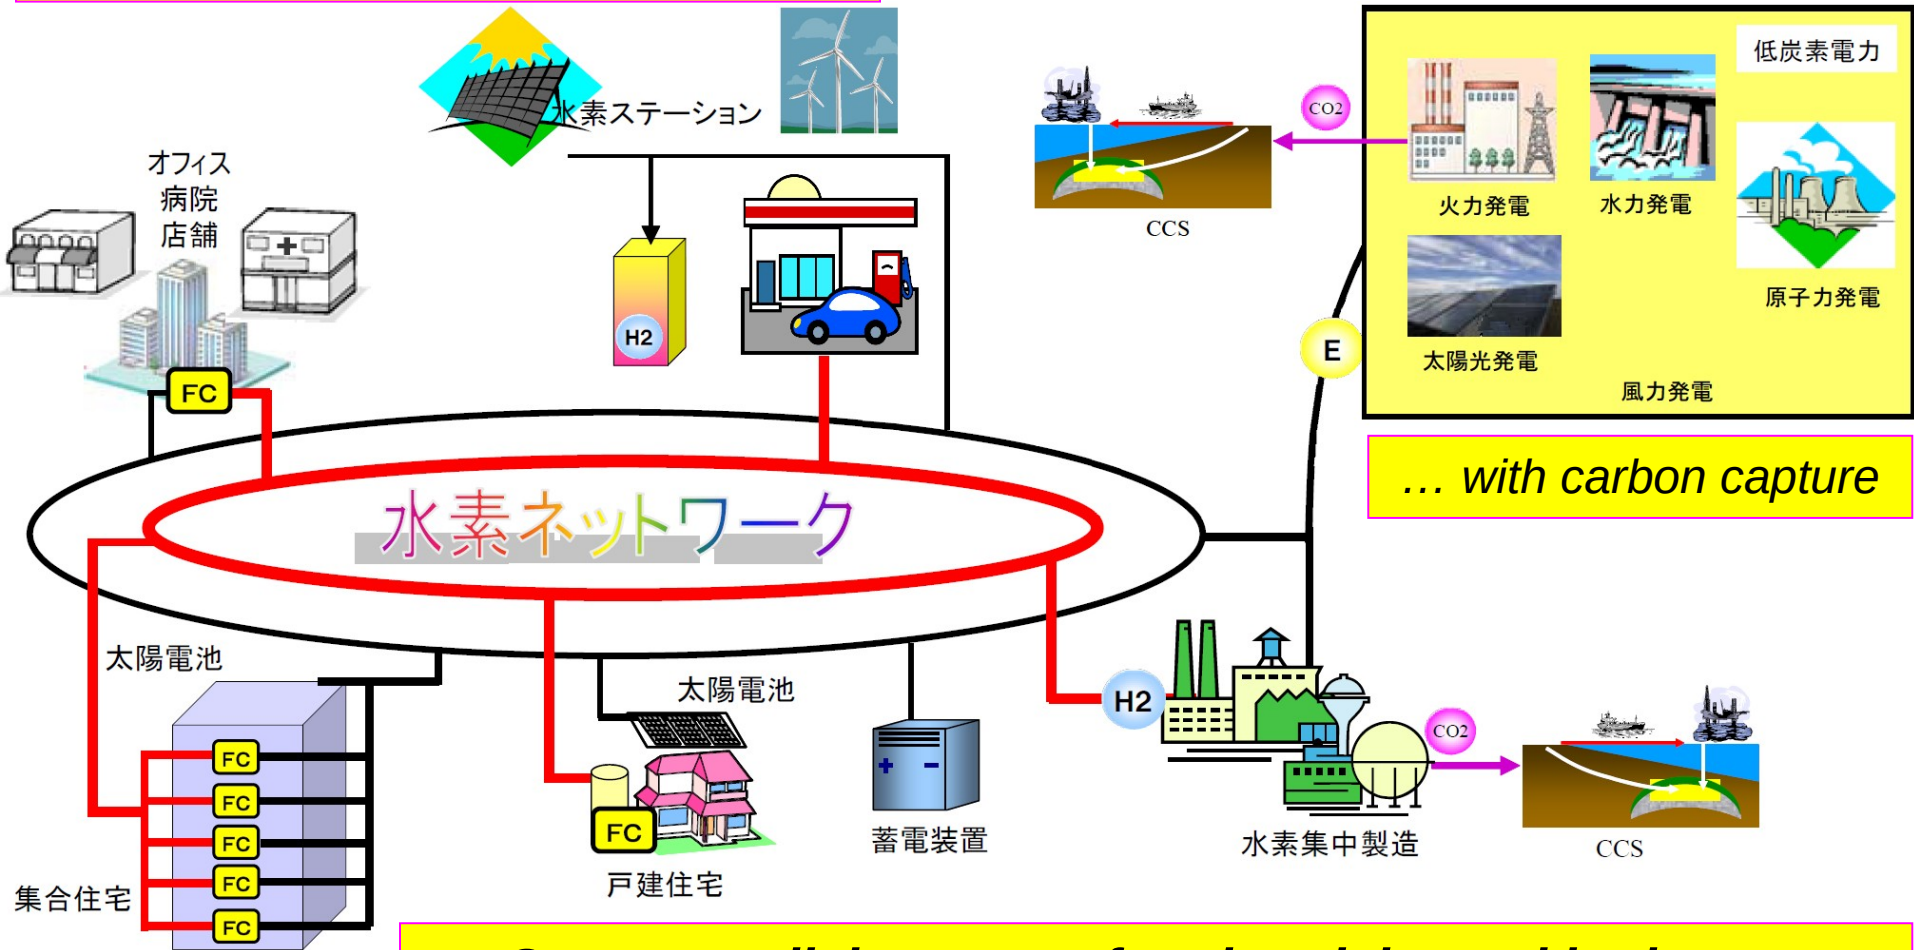 低炭素電力
水素ステーション
CO2
オフィス
病院
店舗
火力発電
水力発電
CCS
原子力発電
H2
E
太陽光発電
FC
風力発電
… with carbon capture
水素ネットワーク
太陽電池
太陽電池
H2
CO2
FC
FC
FC
FC
FC
FC
+ −
蓄電装置
水素集中製造
CCS
戸建住宅
集合住宅